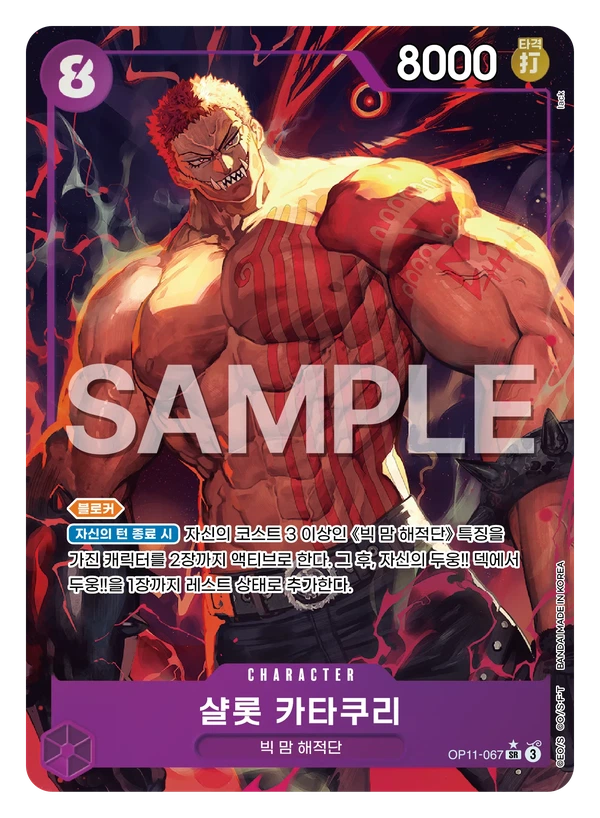 8
8000
타격
打
luck
SAMPLE
블로커
자신의 턴 종료 시 자신의 코스트 3 이상인 《빅 맘 해적단》 특징을
가진 캐릭터를 2장까지 액티브로 한다. 그 후, 자신의 두웅!! 덱에서
두웅!!을 1장까지 레스트 상태로 추가한다.
CHARACTER
샬롯 카타쿠리
빅 맘 해적단
OP11-067 SR 3
©EO/S ©O/S·F·T BANDAI MADE IN KOREA